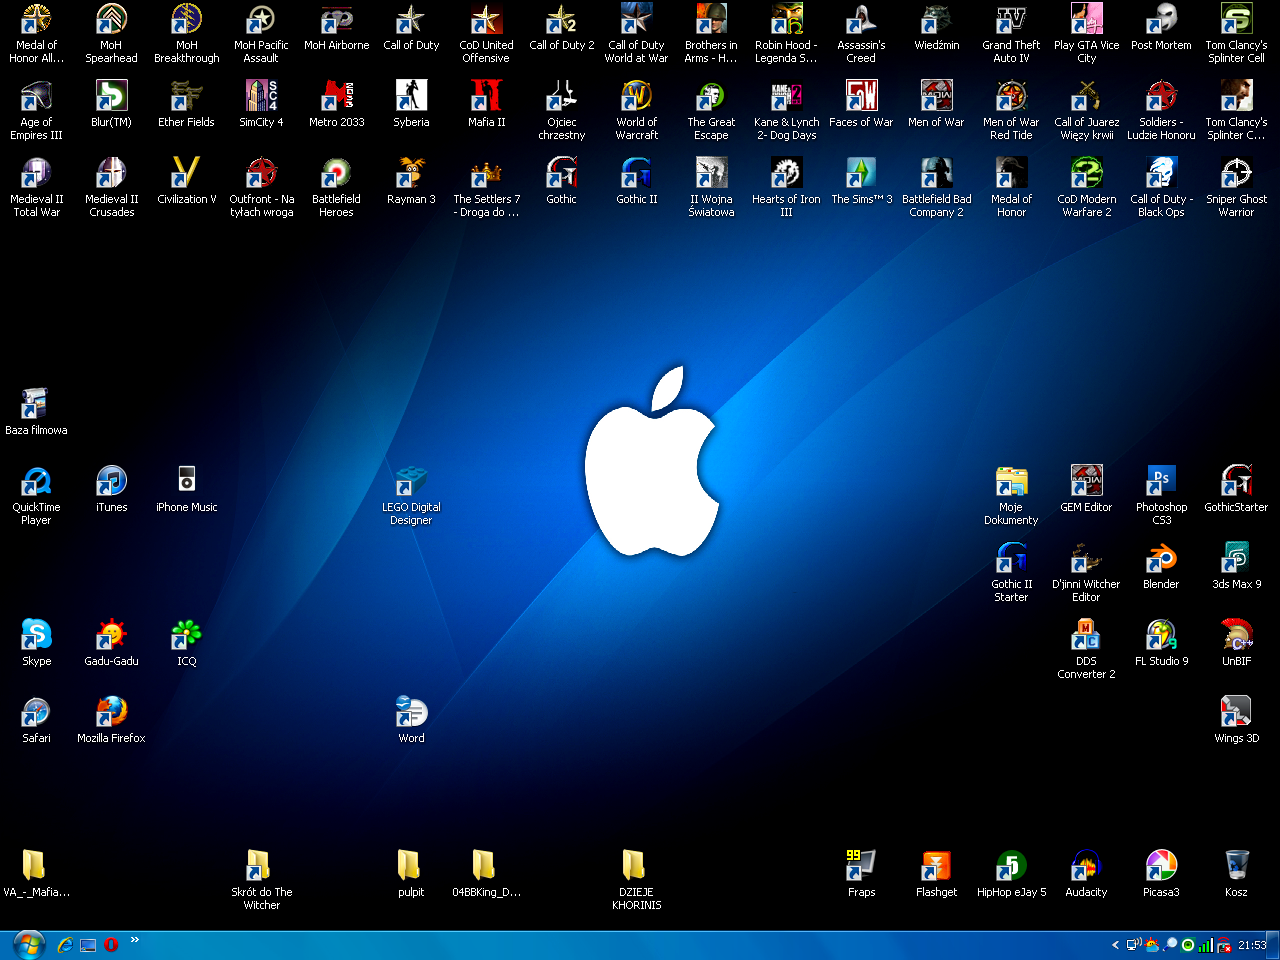 Medal of
Honor All...
MoH
Spearhead
MoH
Breakthrough
MoH Pacific
Assault
MoH Airborne
Call of Duty
CoD United
Offensive
Call of Duty 2
Call of Duty
World at War
Brothers in
Arms - H...
Robin Hood -
Legenda S...
Assassin's
Creed
Wiedźmin
Grand Theft
Auto IV
Play GTA Vice
City
Post Mortem
Tom Clancy's
Splinter Cell
Age of
Empires III
Blur(TM)
Ether Fields
SimCity 4
Metro 2033
Syberia
Mafia II
Ojciec
chrzestny
World of
Warcraft
The Great
Escape
Kane & Lynch
2- Dog Days
Faces of War
Men of War
Men of War
Red Tide
Call of Juarez
Więzy krwii
Soldiers -
Ludzie Honoru
Tom Clancy's
Splinter C...
Medieval II
Total War
Medieval II
Crusades
Civilization V
Outfront - Na
tyłach wroga
Battlefield
Heroes
Rayman 3
The Settlers 7
- Droga do ...
Gothic
Gothic II
II Wojna
Światowa
Hearts of Iron
III
The Sims™ 3
Battlefield Bad
Company 2
Medal of
Honor
CoD Modern
Warfare 2
Call of Duty -
Black Ops
Sniper Ghost
Warrior
Baza filmowa
QuickTime
Player
iTunes
iPhone Music
LEGO Digital
Designer
Moje
Dokumenty
GEM Editor
Photoshop
CS3
GothicStarter
Gothic II
Starter
D'jinni Witcher
Editor
Blender
3ds Max 9
Skype
Gadu-Gadu
ICQ
DDS
Converter 2
FL Studio 9
UnBIF
Safari
Mozilla Firefox
Word
Wings 3D
VA_-_Mafia...
Skrót do The
Witcher
pulpit
04BBKing_D...
DZIEJE
KHORINIS
Fraps
Flashget
HipHop eJay 5
Audacity
Picasa3
Kosz
21:53